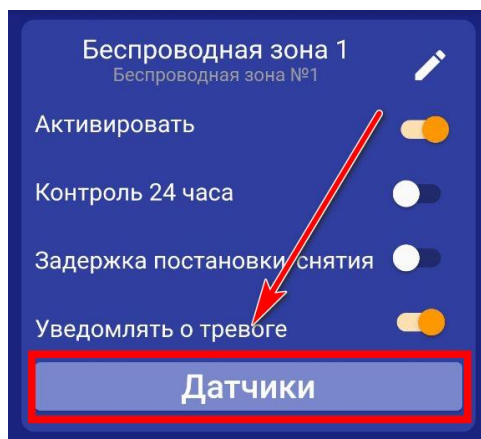 Беспроводная зона 1
Беспроводная зона №1
Активировать
Контроль 24 часа
Задержка постановки снятия
Уведомлять о тревоге
Датчики